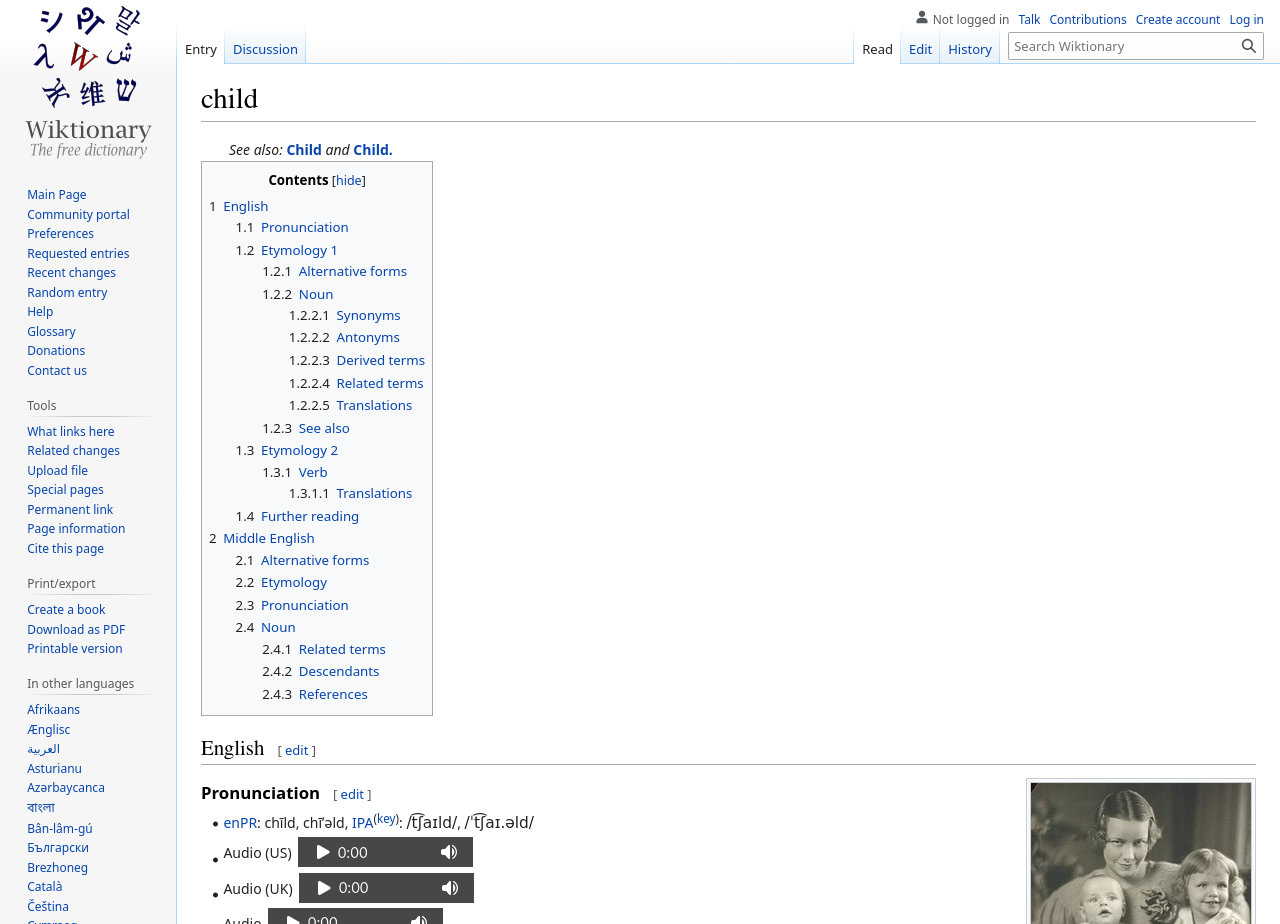 Not logged in Talk Contributions Create account Log in
Entry Discussion Read Edit History Search Wiktionary
Wiktionary
The free dictionary
Main Page
Community portal
Preferences
Requested entries
Recent changes
Random entry
Help
Glossary
Donations
Contact us
Tools
What links here
Related changes
Upload file
Special pages
Permanent link
Page information
Cite this page
Print/export
Create a book
Download as PDF
Printable version
In other languages
Afrikaans
Ænglisc
العربية
Asturianu
Azərbaycanca
বাংলা
Bân-lâm-gú
Български
Brezhoneg
Català
Čeština
child
See also: Child and Child.
Contents [hide]
1 English
1.1 Pronunciation
1.2 Etymology 1
1.2.1 Alternative forms
1.2.2 Noun
1.2.2.1 Synonyms
1.2.2.2 Antonyms
1.2.2.3 Derived terms
1.2.2.4 Related terms
1.2.2.5 Translations
1.2.3 See also
1.3 Etymology 2
1.3.1 Verb
1.3.1.1 Translations
1.4 Further reading
2 Middle English
2.1 Alternative forms
2.2 Etymology
2.3 Pronunciation
2.4 Noun
2.4.1 Related terms
2.4.2 Descendants
2.4.3 References
English [ edit ]
Pronunciation [ edit ]
• enPR: chīld, chī′əld, IPA(key): /t͡ʃaɪld/, /ˈt͡ʃaɪ.əld/
• Audio (US) 0:00
• Audio (UK) 0:00
Audio 0:00